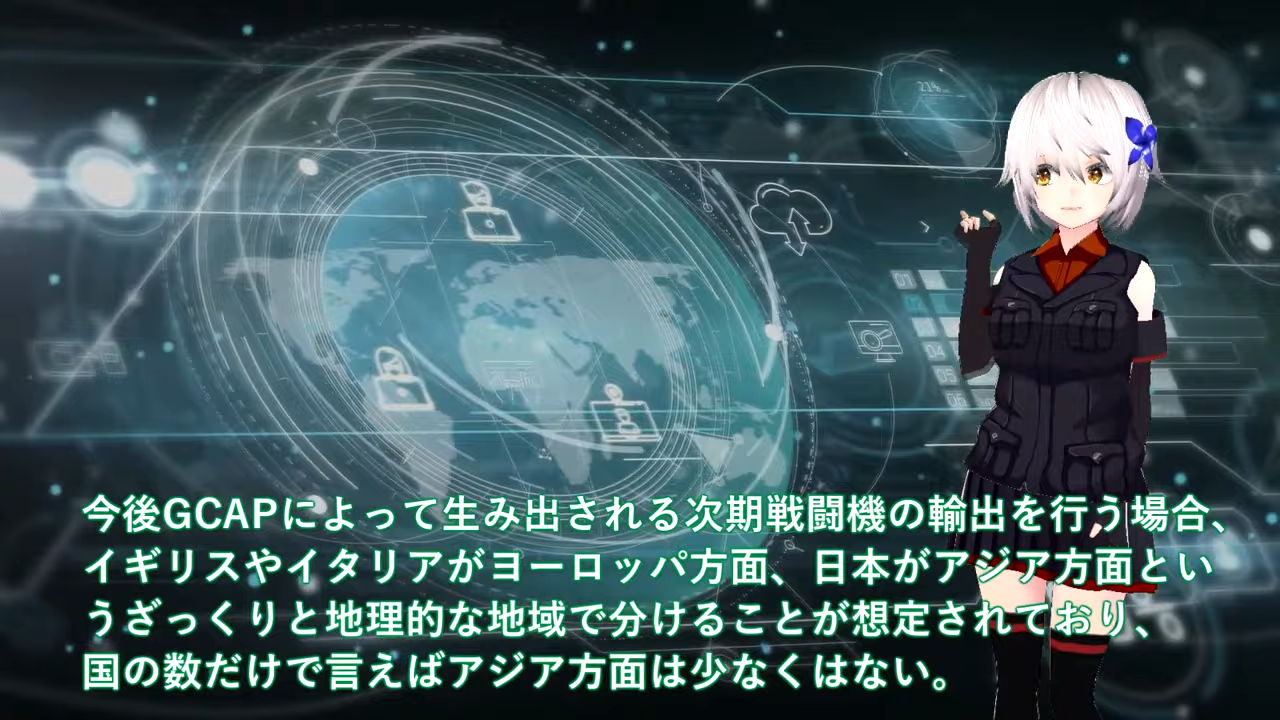 21%
01
04
05
06
今後GCAPによって生み出される次期戦闘機の輸出を行う場合、
イギリスやイタリアがヨーロッパ方面、日本がアジア方面とい
うざっくりと地理的な地域で分けることが想定されており、
国の数だけで言えばアジア方面は少なくはない。